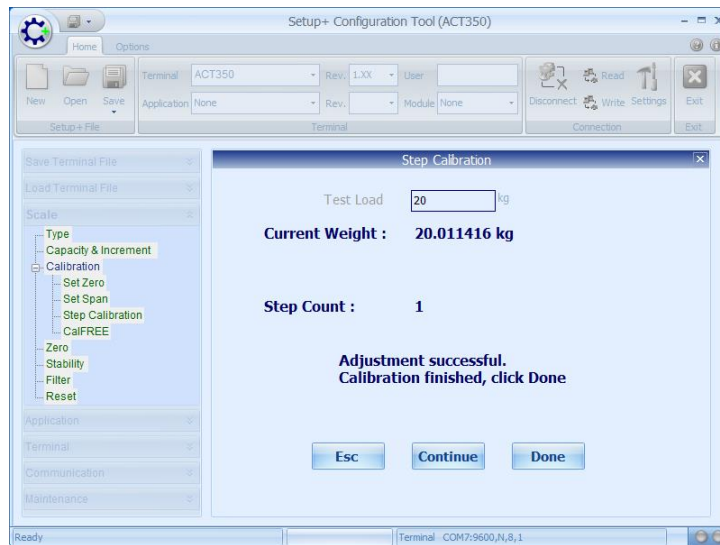 Setup+ Configuration Tool (ACT350)
Home Options
Terminal ACT350 Rev. 1.XX User
Application None Rev. Module None
New Open Save
Disconnect Read Write Settings
Exit
Setup+ File Terminal Connection Exit
Save Terminal File
Load Terminal File
Scale
Type
Capacity & Increment
Calibration
Set Zero
Set Span
Step Calibration
CalFREE
Zero
Stability
Filter
Reset
Application
Terminal
Communication
Maintenance
Step Calibration
Test Load 20 kg
Current Weight : 20.011416 kg
Step Count : 1
Adjustment successful.
Calibration finished, click Done
Esc Continue Done
Ready Terminal COM7:9600,N,8,1